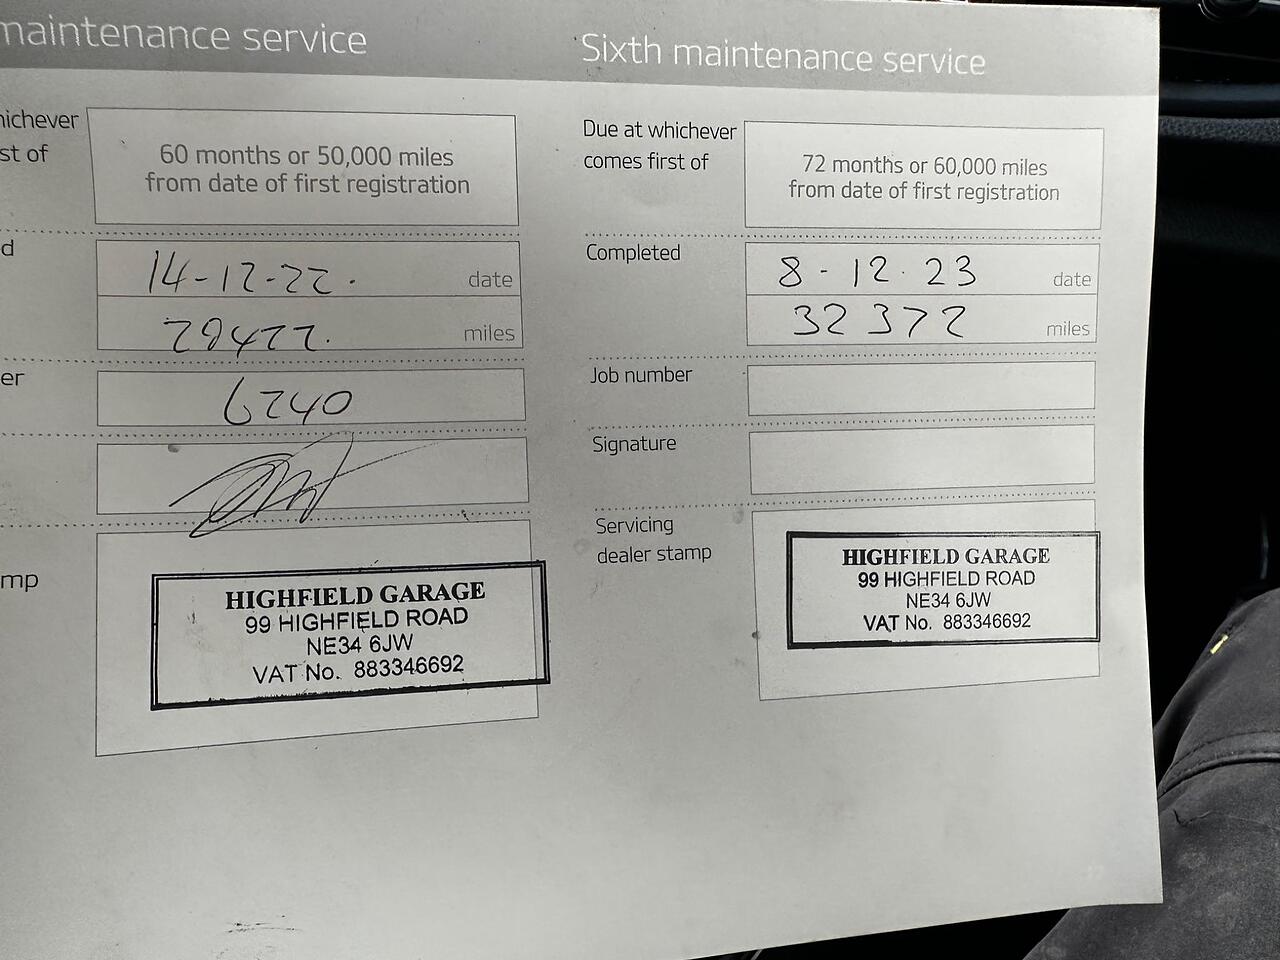 maintenance service
hichever
st of
60 months or 50,000 miles
from date of first registration
d
14-12-22.
date
29422.
miles
er
6240
mp
HIGHFIELD GARAGE
99 HIGHFIELD ROAD
NE34 6JW
VAT No. 883346692
Sixth maintenance service
Due at whichever
comes first of
72 months or 60,000 miles
from date of first registration
Completed
8-12.23
date
32372
miles
Job number
Signature
Servicing
dealer stamp
HIGHFIELD GARAGE
99 HIGHFIELD ROAD
NE34 6JW
VAT No. 883346692